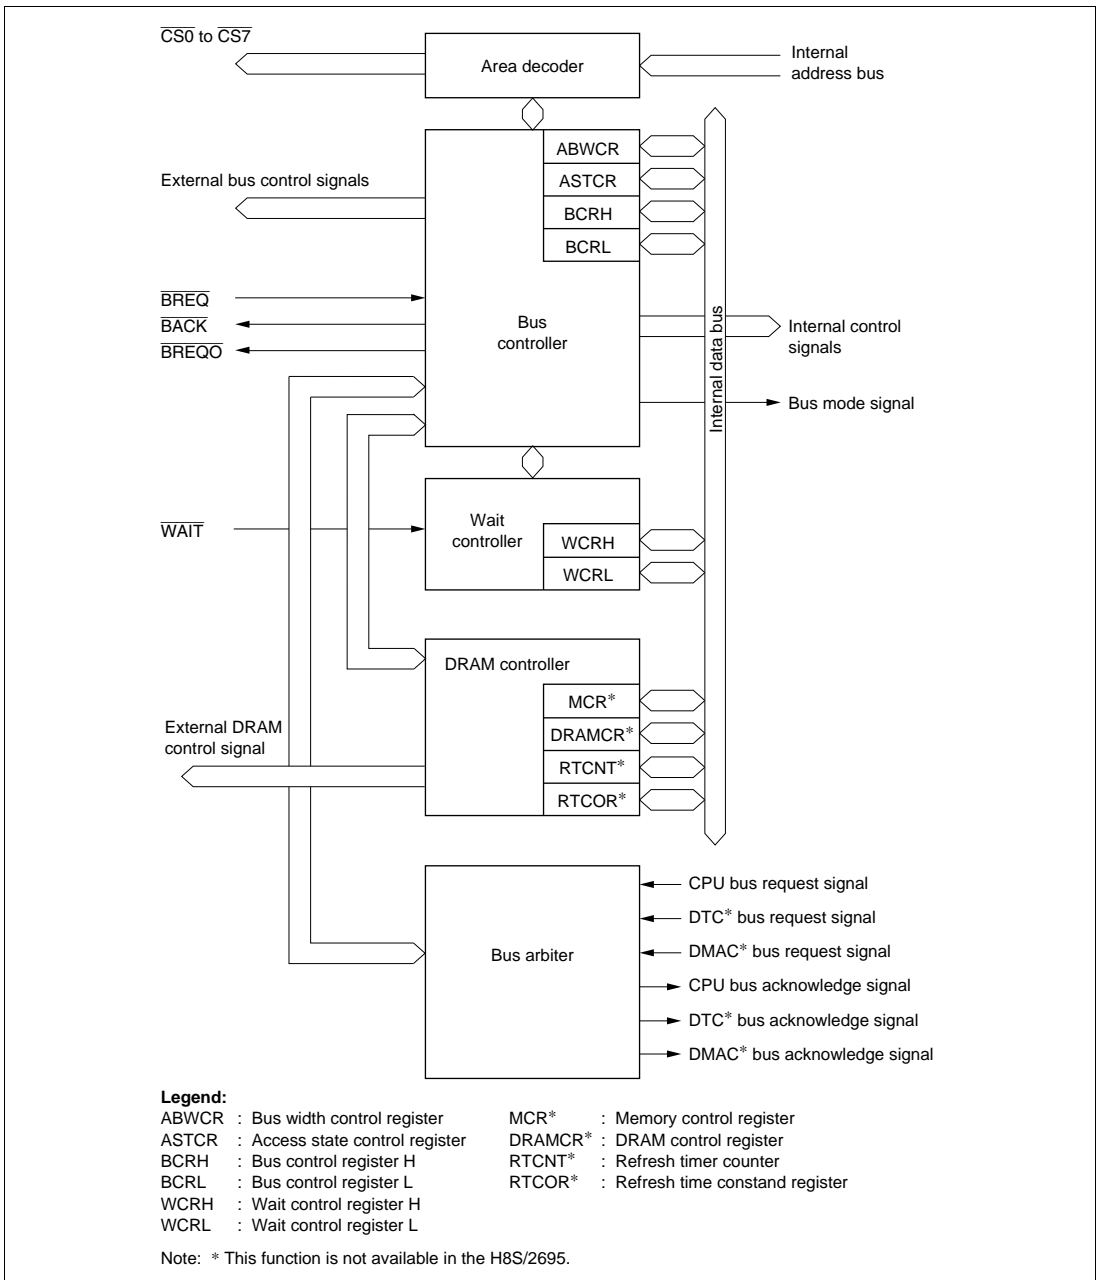 CS0 to CS7
Area decoder
Internal
address bus
ABWCR
ASTCR
BCRH
BCRL
External bus control signals
BREQ
BACK
BREQO
Bus
controller
Internal data bus
Internal control
signals
Bus mode signal
WAIT
Wait
controller
WCRH
WCRL
DRAM controller
MCR*
DRAMCR*
RTCNT*
RTCOR*
External DRAM
control signal
Bus arbiter
CPU bus request signal
DTC* bus request signal
DMAC* bus request signal
CPU bus acknowledge signal
DTC* bus acknowledge signal
DMAC* bus acknowledge signal
Legend:
ABWCR : Bus width control register
ASTCR : Access state control register
BCRH : Bus control register H
BCRL : Bus control register L
WCRH : Wait control register H
WCRL : Wait control register L
MCR* : Memory control register
DRAMCR* : DRAM control register
RTCNT* : Refresh timer counter
RTCOR* : Refresh time constand register
Note: * This function is not available in the H8S/2695.